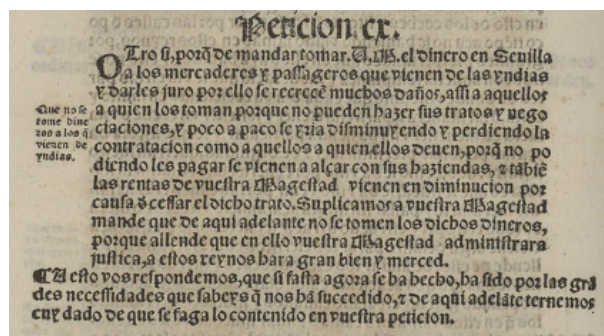 Peticion. cx.
OTro si, porq̃ de mandar tomar. U. M. el dinero en Seuilla
a los mercaderes y passageros que vienen de las yndias
y darles juro por ello se recrecẽ muchos daños, assi a aquellos
a quien los toman porque no pueden hazer sus tratos y nego
ciaciones, y poco a paco se yria disminuyendo y perdiendo la
contratacion como a quellos a quien ellos deuen, porq̃ no po
diendo les pagar se vienen a alçar con sus haziendas, ⁊ tãbiẽ
las rentas de vuestra Magestad vienen en diminucion por
causa d̓ cessar el dicho trato. Suplicamos a vuestra Magestad
mande que de aqui adelante no se tomen los dichos dineros,
porque allende que en ello vuestra Magestad administrara
justicia, a estos reynos hara gran bien y merced.
¶A esto vos respondemos, que si fasta agora se ha hecho, ha sido por las grã
des necessidades que sabeys q̃ nos hã succedido, ⁊ de aqui adelãte ternemos
cuydado de que se faga lo contenido en vuestra peticion.
Que no se
tome dine
ros a los q̃
vienen de
yndias.